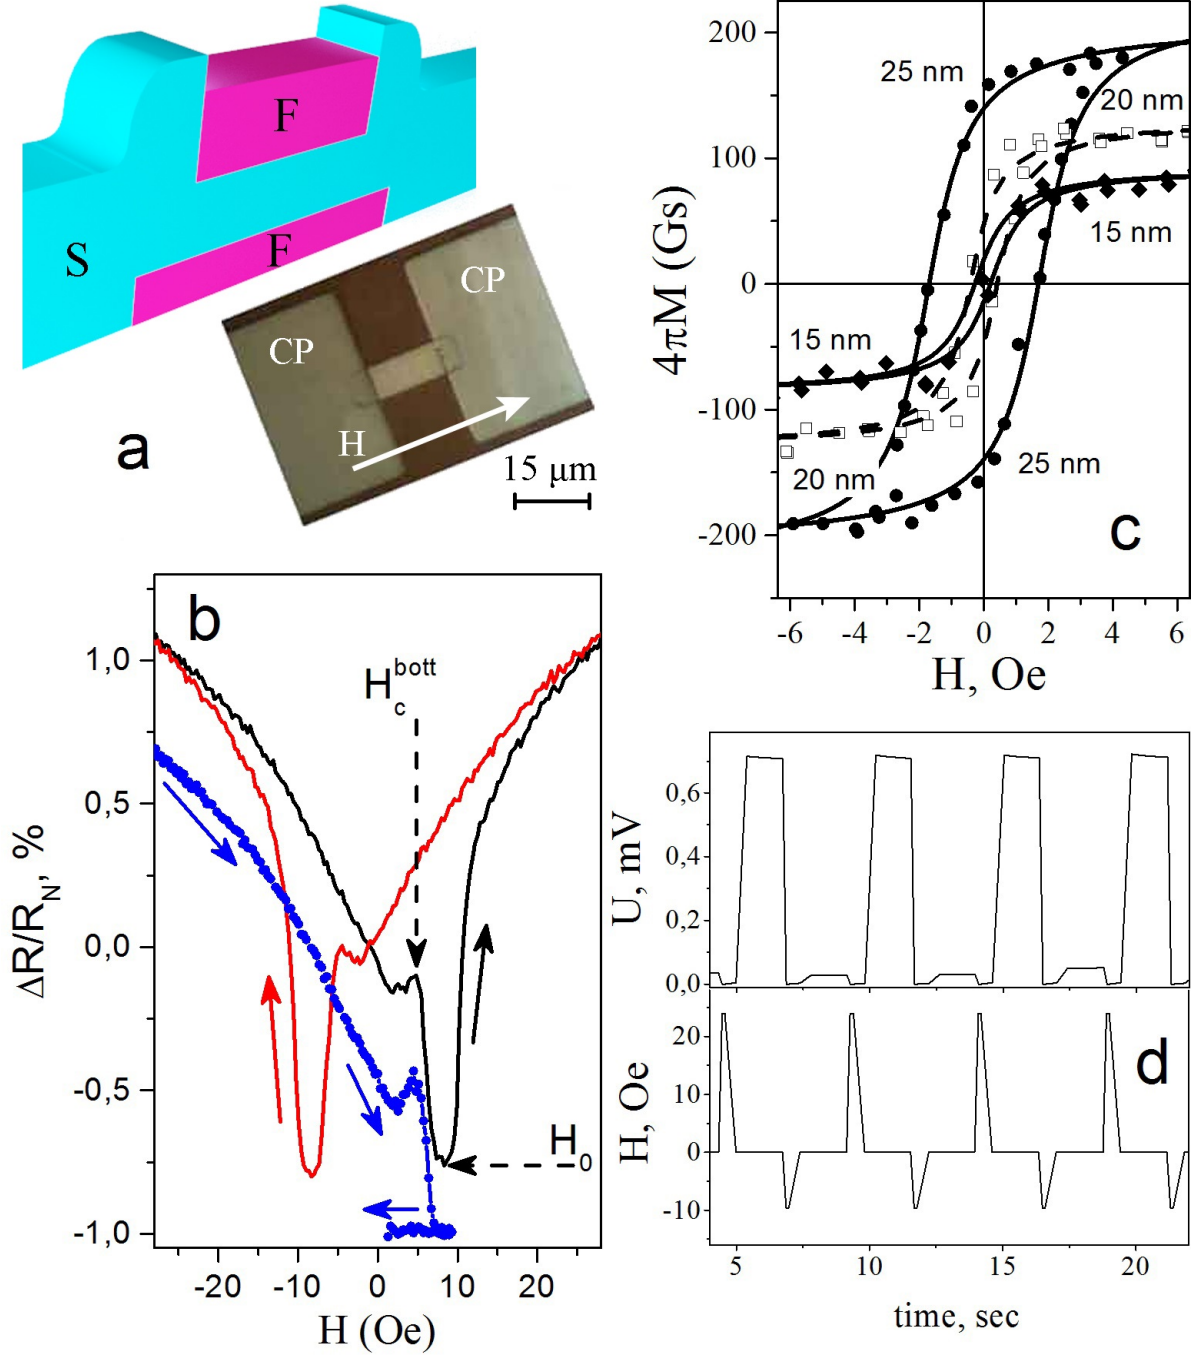 F
F
S
CP
CP
H
15 μm
a
200
100
0
-100
-200
4πM (Gs)
25 nm
20 nm
15 nm
15 nm
20 nm
25 nm
c
-6 -4 -2 0 2 4 6
H, Oe
b
H_c^bott
1,0
0,5
0.0
-0,5
-1,0
ΔR/R_N, %
H_0
-20 -10 0 10 20
H (Oe)
0,6
0,4
0,2
0,0
U, mV
20
10
0
-10
H, Oe
d
5 10 15 20
time, sec